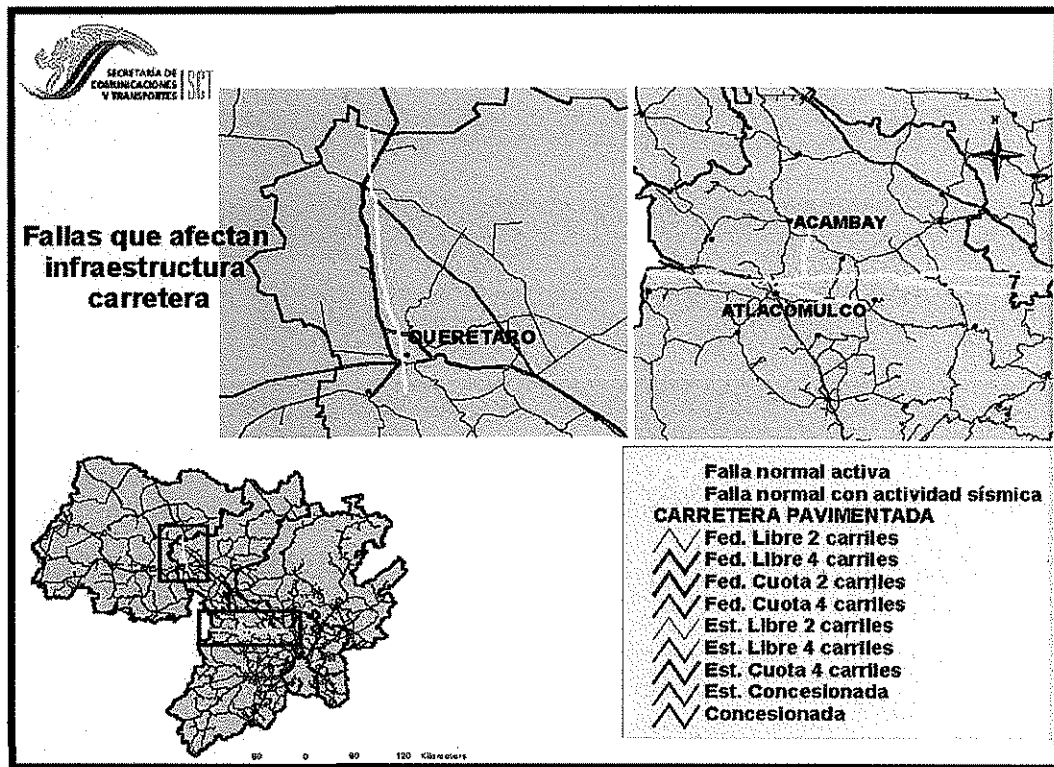 SECRETARÍA DE
COMUNICACIONES
Y TRANSPORTES
SCT
Fallas que afectan
infraestructura
carretera
QUERETARO
N
ACAMBAY
7
ATLACOMULCO
Falla normal activa
Falla normal con actividad sísmica
CARRETERA PAVIMENTADA
Fed. Libre 2 carriles
Fed. Libre 4 carriles
Fed. Cuota 2 carriles
Fed. Cuota 4 carriles
Est. Libre 2 carriles
Est. Libre 4 carriles
Est. Cuota 4 carriles
Est. Concesionada
Concesionada
60 0 60 120 Kilometers